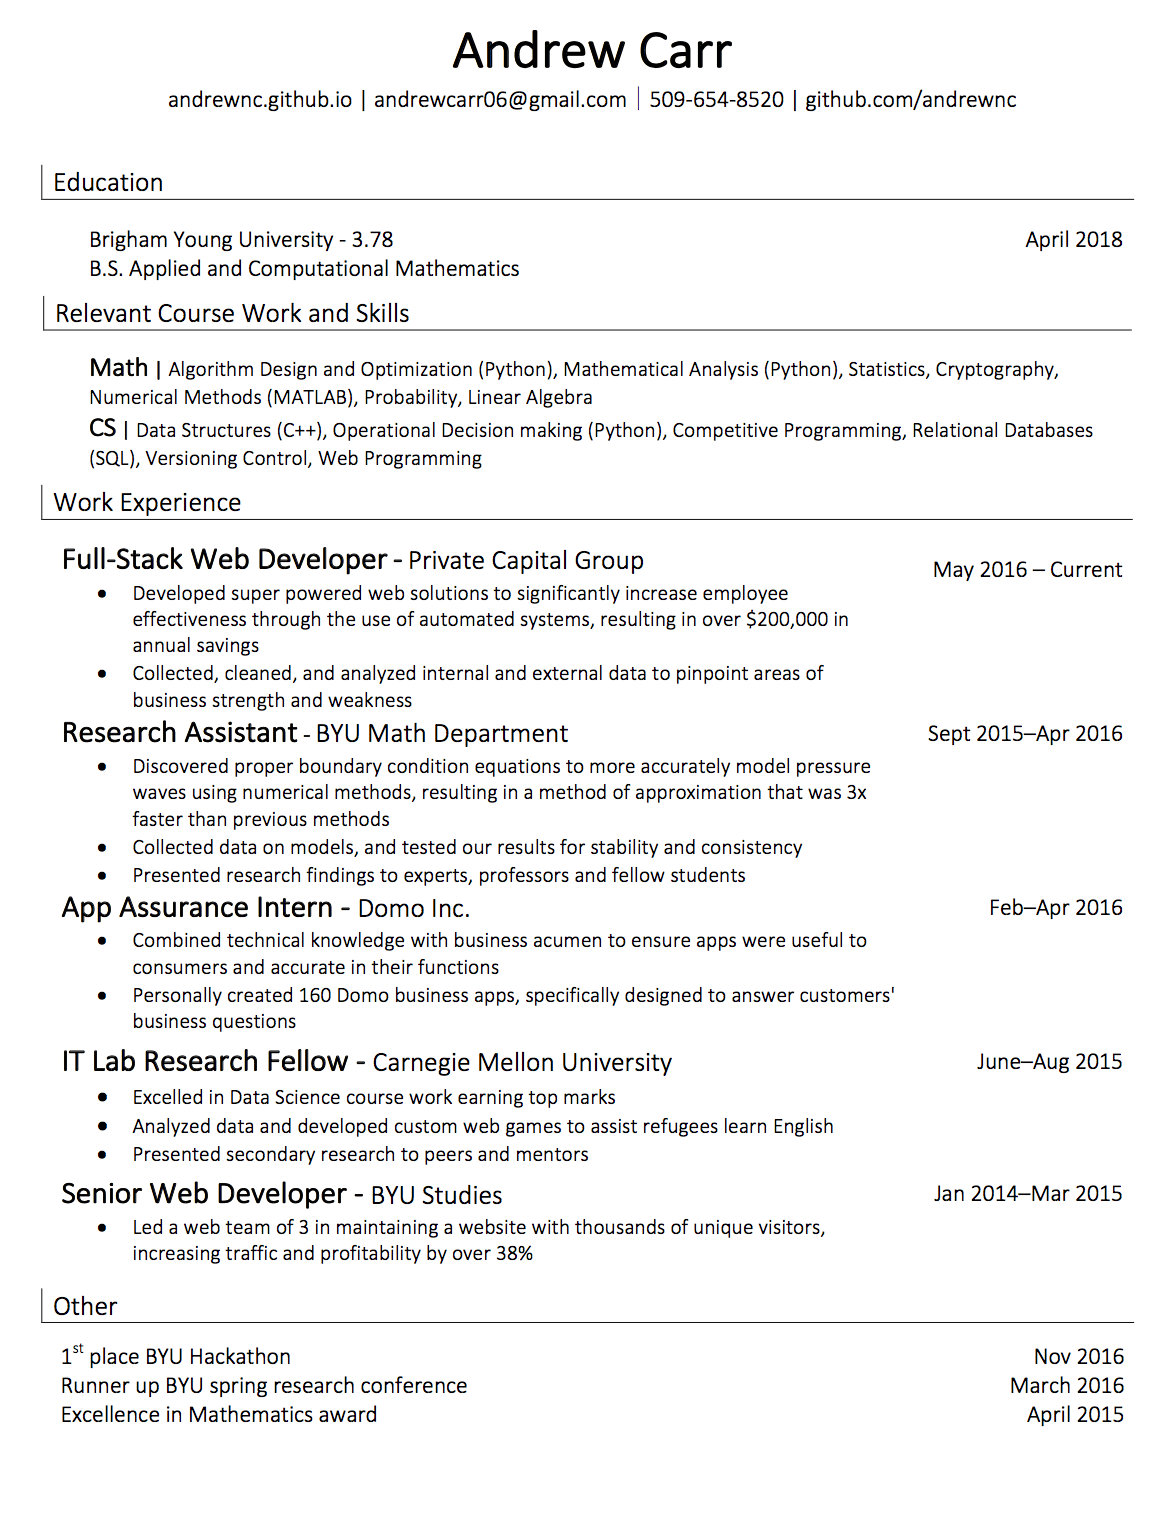 Andrew Carr
andrewnc.github.io | andrewcarr06@gmail.com | 509-654-8520 | github.com/andrewnc
Education
Brigham Young University - 3.78 April 2018
B.S. Applied and Computational Mathematics
Relevant Course Work and Skills
Math | Algorithm Design and Optimization (Python), Mathematical Analysis (Python), Statistics, Cryptography,
Numerical Methods (MATLAB), Probability, Linear Algebra
CS | Data Structures (C++), Operational Decision making (Python), Competitive Programming, Relational Databases
(SQL), Versioning Control, Web Programming
Work Experience
Full-Stack Web Developer - Private Capital Group May 2016 – Current
• Developed super powered web solutions to significantly increase employee
effectiveness through the use of automated systems, resulting in over $200,000 in
annual savings
• Collected, cleaned, and analyzed internal and external data to pinpoint areas of
business strength and weakness
Research Assistant - BYU Math Department Sept 2015–Apr 2016
• Discovered proper boundary condition equations to more accurately model pressure
waves using numerical methods, resulting in a method of approximation that was 3x
faster than previous methods
• Collected data on models, and tested our results for stability and consistency
• Presented research findings to experts, professors and fellow students
App Assurance Intern - Domo Inc. Feb–Apr 2016
• Combined technical knowledge with business acumen to ensure apps were useful to
consumers and accurate in their functions
• Personally created 160 Domo business apps, specifically designed to answer customers'
business questions
IT Lab Research Fellow - Carnegie Mellon University June–Aug 2015
• Excelled in Data Science course work earning top marks
• Analyzed data and developed custom web games to assist refugees learn English
• Presented secondary research to peers and mentors
Senior Web Developer - BYU Studies Jan 2014–Mar 2015
• Led a web team of 3 in maintaining a website with thousands of unique visitors,
increasing traffic and profitability by over 38%
Other
1st place BYU Hackathon Nov 2016
Runner up BYU spring research conference March 2016
Excellence in Mathematics award April 2015